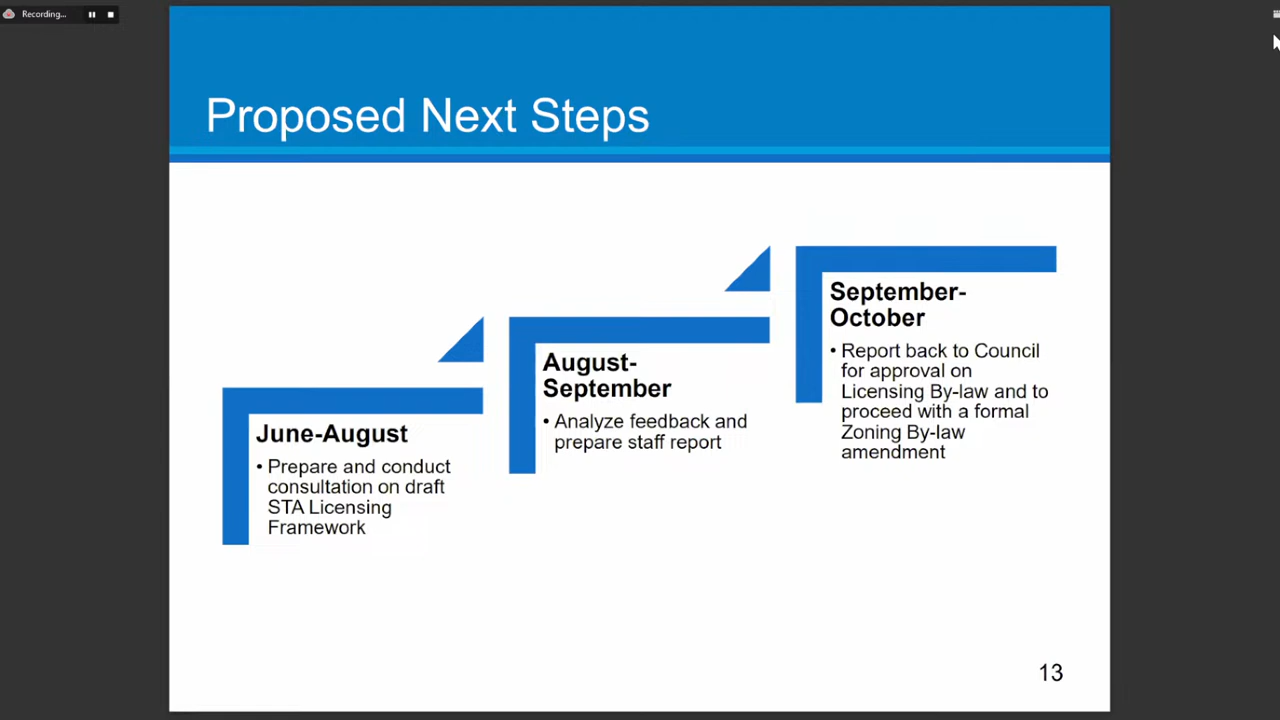 Recording...
Proposed Next Steps
June-August
• Prepare and conduct
consultation on draft
STA Licensing
Framework
August-
September
• Analyze feedback and
prepare staff report
September-
October
• Report back to Council
for approval on
Licensing By-law and to
proceed with a formal
Zoning By-law
amendment
13